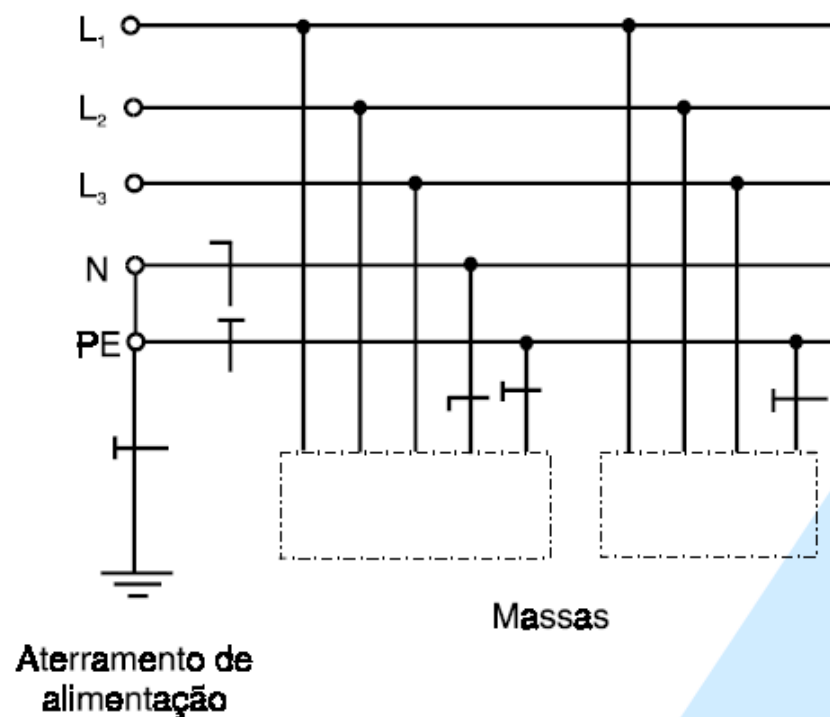 L₁
L₂
L₃
N
PE
Massas
Aterramento de
alimentação